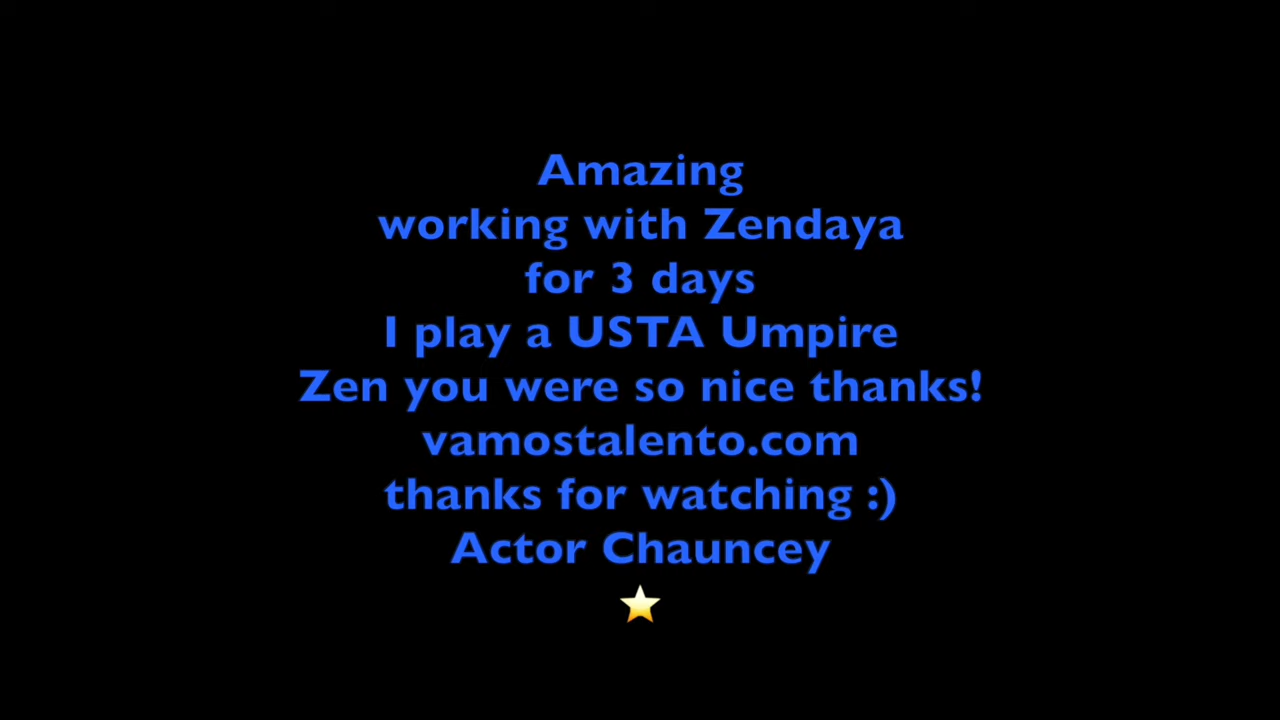 Amazing
working with Zendaya
for 3 days
I play a USTA Umpire
Zen you were so nice thanks!
vamostalento.com
thanks for watching :)
Actor Chauncey
⭐